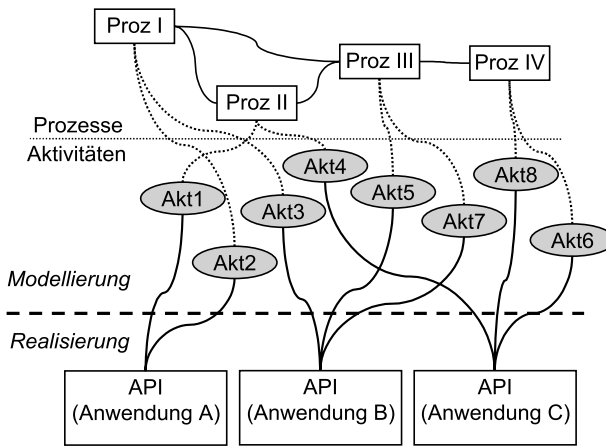 Proz I
Proz III
Proz IV
Proz II
Prozesse
Aktivitäten
Akt4
Akt8
Akt1
Akt5
Akt3
Akt7
Akt6
Akt2
Modellierung
Realisierung
API
(Anwendung A)
API
(Anwendung B)
API
(Anwendung C)